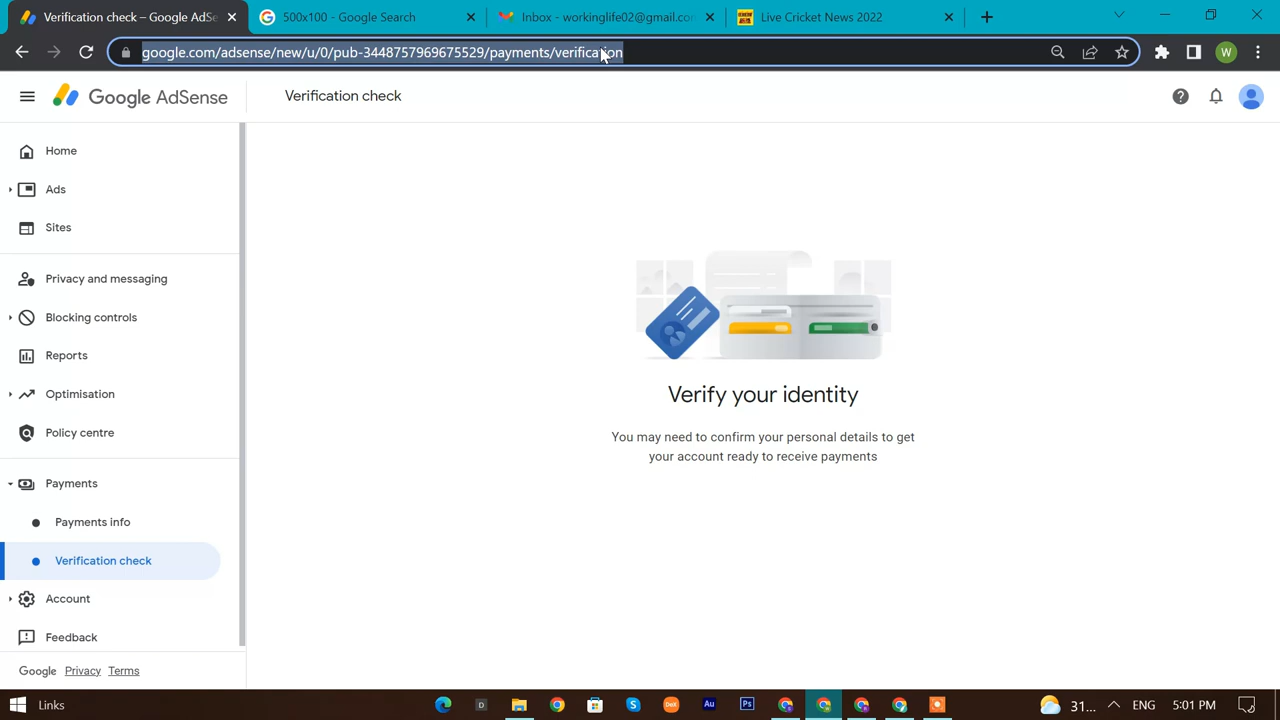 Verification check – Google AdSe
500x100 - Google Search
Inbox - workinglife02@gmail.co
Live Cricket News 2022
google.com/adsense/new/u/0/pub-3448757969675529/payments/verification
W
Google AdSense
Verification check
Home
Ads
Sites
Privacy and messaging
Blocking controls
Reports
Optimisation
Policy centre
Payments
Payments info
Verification check
Account
Feedback
Google Privacy Terms
Verify your identity
You may need to confirm your personal details to get
your account ready to receive payments
Links
D
Au
Ps
31...
ENG
5:01 PM